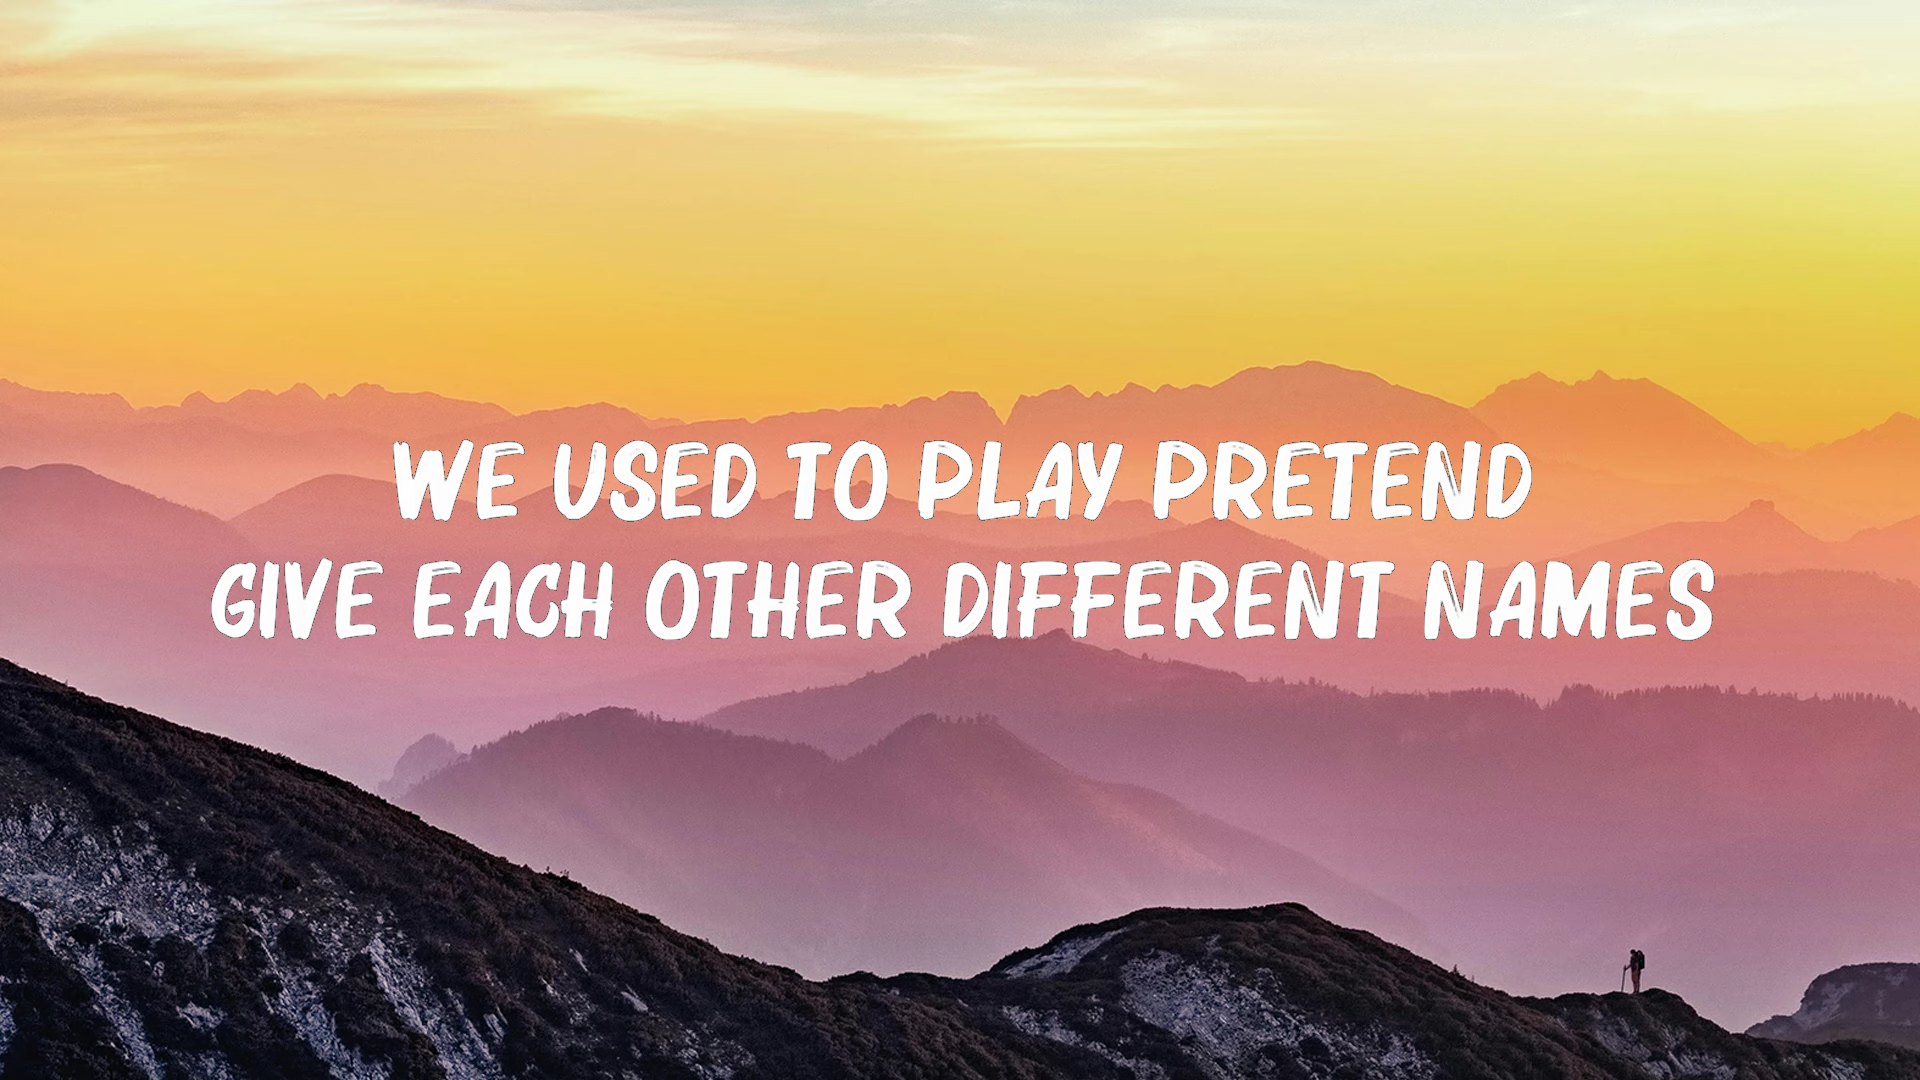 WE USED TO PLAY PRETEND
GIVE EACH OTHER DIFFERENT NAMES